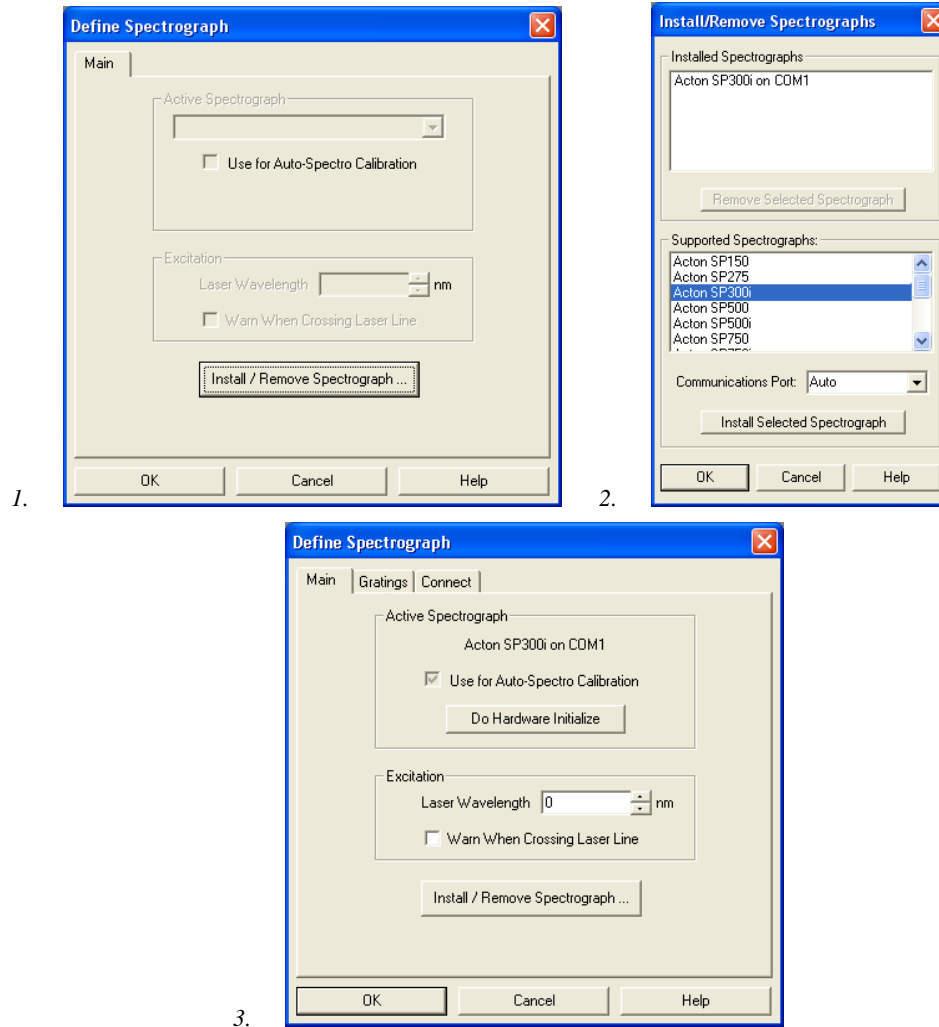 Define Spectrograph
Main
Active Spectrograph
Use for Auto-Spectro Calibration
Excitation
Laser Wavelength nm
Warn When Crossing Laser Line
Install / Remove Spectrograph ...
OK Cancel Help
1.
Install/Remove Spectrographs
Installed Spectrographs
Acton SP300i on COM1
Remove Selected Spectrograph
Supported Spectrographs:
Acton SP150
Acton SP275
Acton SP300i
Acton SP500
Acton SP500i
Acton SP750
Communications Port: Auto
Install Selected Spectrograph
OK Cancel Help
2.
Define Spectrograph
Main Gratings Connect
Active Spectrograph
Acton SP300i on COM1
Use for Auto-Spectro Calibration
Do Hardware Initialize
Excitation
Laser Wavelength 0 nm
Warn When Crossing Laser Line
Install / Remove Spectrograph ...
OK Cancel Help
3.